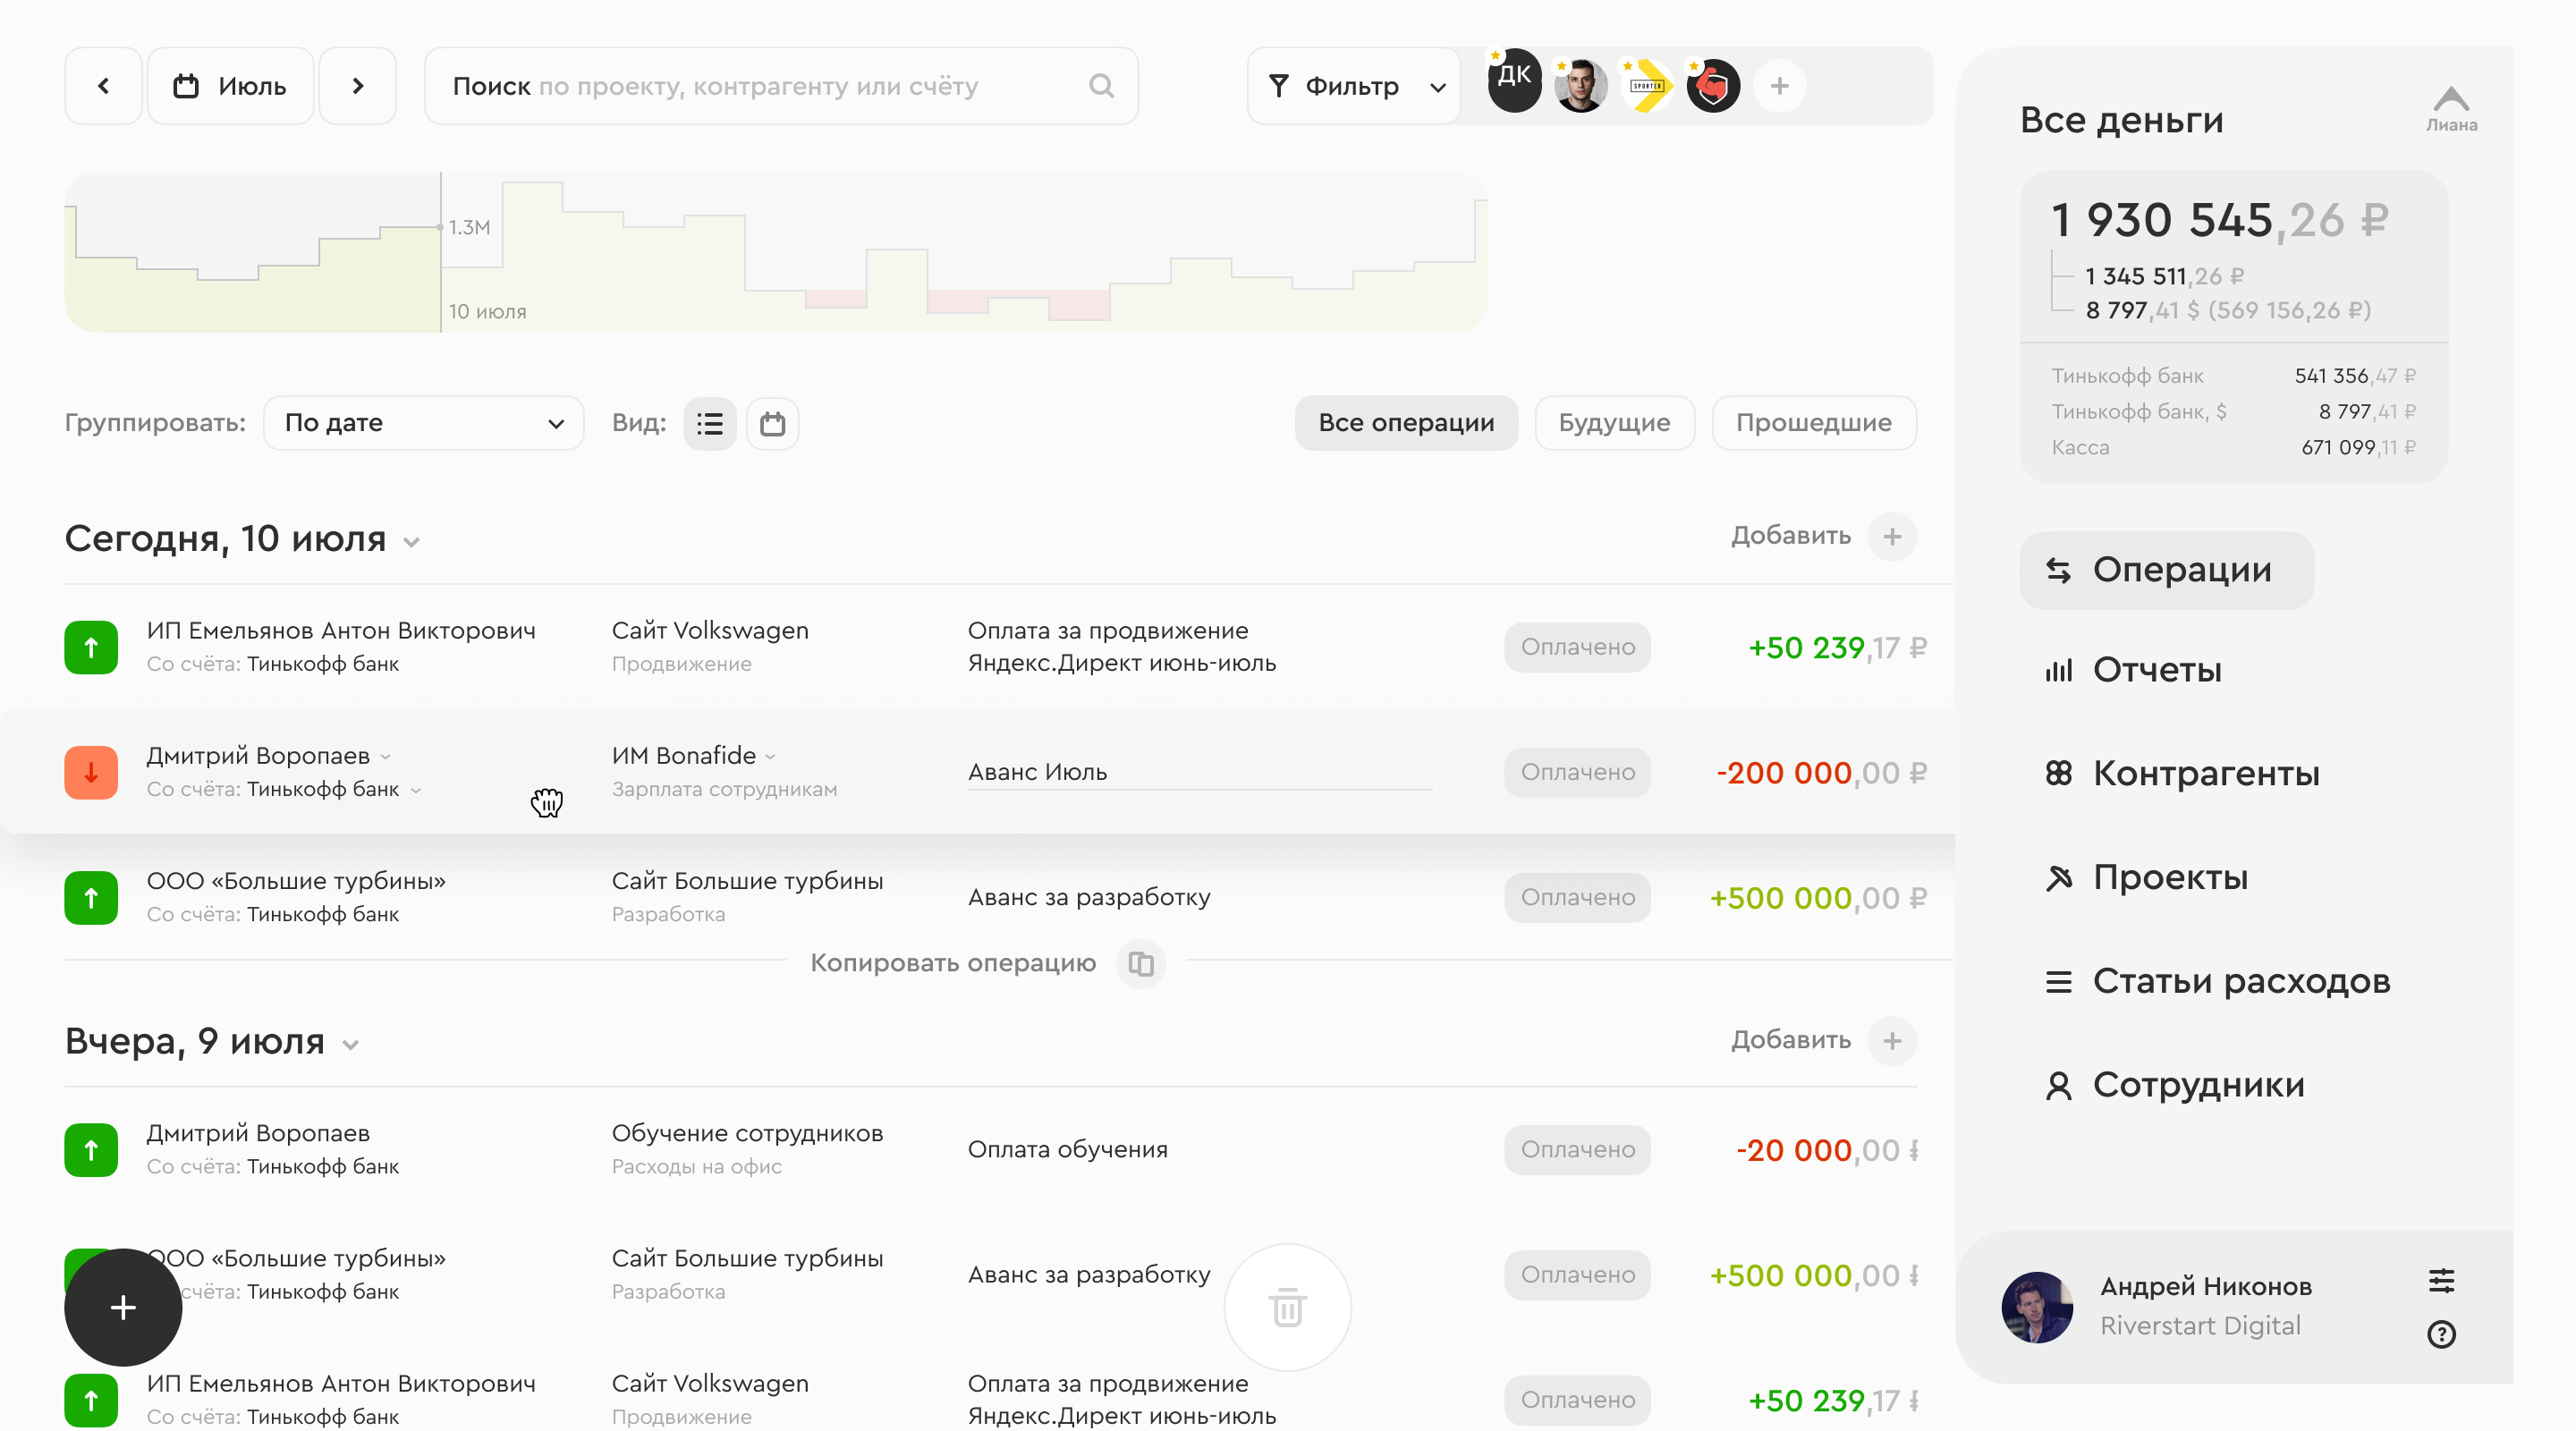 Июль
Поиск по проекту, контрагенту или счёту
Фильтр
ДК
SPORTER
1.3M
10 июля
Группировать:
По дате
Вид:
Все операции
Будущие
Прошедшие
Сегодня, 10 июля
Добавить
ИП Емельянов Антон Викторович
Со счёта: Тинькофф банк
Сайт Volkswagen
Продвижение
Оплата за продвижение
Яндекс.Директ июнь-июль
Оплачено
+50 239,17 ₽
Дмитрий Воропаев
Со счёта: Тинькофф банк
ИМ Bonafide
Зарплата сотрудникам
Аванс Июль
Оплачено
-200 000,00 ₽
ООО «Большие турбины»
Со счёта: Тинькофф банк
Сайт Большие турбины
Разработка
Аванс за разработку
Оплачено
+500 000,00 ₽
Копировать операцию
Вчера, 9 июля
Добавить
Дмитрий Воропаев
Со счёта: Тинькофф банк
Обучение сотрудников
Расходы на офис
Оплата обучения
Оплачено
-20 000,00 ₽
ООО «Большие турбины»
счёта: Тинькофф банк
Сайт Большие турбины
Разработка
Аванс за разработку
Оплачено
+500 000,00 ₽
ИП Емельянов Антон Викторович
Со счёта: Тинькофф банк
Сайт Volkswagen
Продвижение
Оплата за продвижение
Яндекс.Директ июнь-июль
Оплачено
+50 239,17 ₽
Все деньги
Лиана
1 930 545,26 ₽
1 345 511,26 ₽
8 797,41 $ (569 156,26 ₽)
Тинькофф банк 541 356,47 ₽
Тинькофф банк, $ 8 797,41 ₽
Касса 671 099,11 ₽
Операции
Отчеты
Контрагенты
Проекты
Статьи расходов
Сотрудники
Андрей Никонов
Riverstart Digital